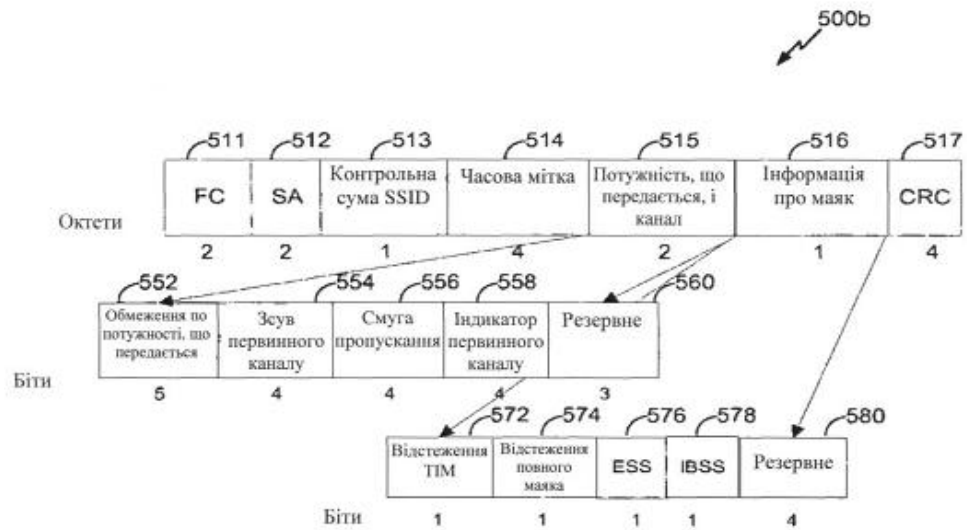 500b
511 512 513 514 515 516 517
FC SA Контрольна сума SSID Часова мітка Потужність, що передається, і канал Інформація про маяк CRC
Октети
2 2 1 4 2 1 4
552 554 556 558 560
Обмеження по потужності, що передається Зсув первинного каналу Смуга пропускання Індикатор первинного каналу Резервне
Біти
5 4 4 4 3
572 574 576 578 580
Відстеження TIM Відстеження повного маяка ESS IBSS Резервне
Біти 1 1 1 1 4